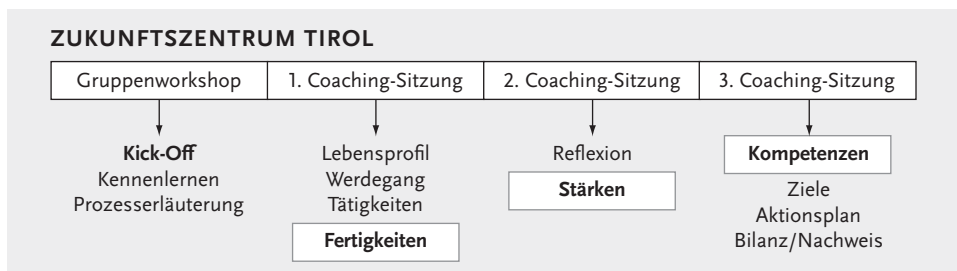 ZUKUNFTSZENTRUM TIROL
Gruppenworkshop
1. Coaching-Sitzung
2. Coaching-Sitzung
3. Coaching-Sitzung
Kick-Off
Kennenlernen
Prozesserläuterung
Lebensprofil
Werdegang
Tätigkeiten
Fertigkeiten
Reflexion
Stärken
Kompetenzen
Ziele
Aktionsplan
Bilanz/Nachweis